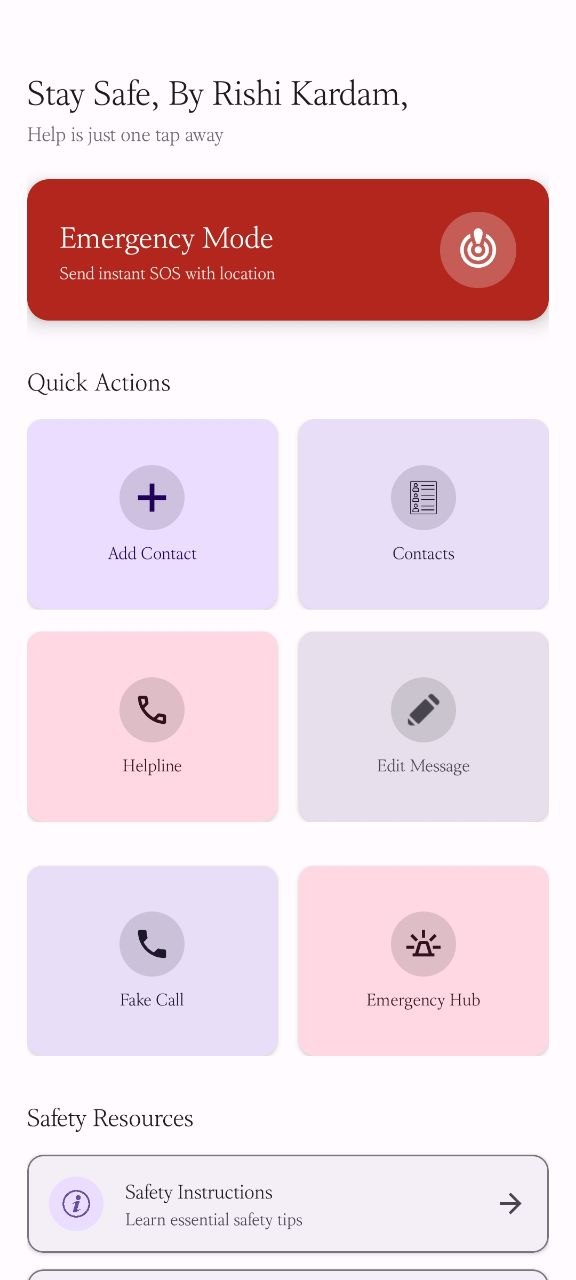 Stay Safe, By Rishi Kardam,
Help is just one tap away
Emergency Mode
Send instant SOS with location
Quick Actions
Add Contact
Contacts
Helpline
Edit Message
Fake Call
Emergency Hub
Safety Resources
Safety Instructions
Learn essential safety tips